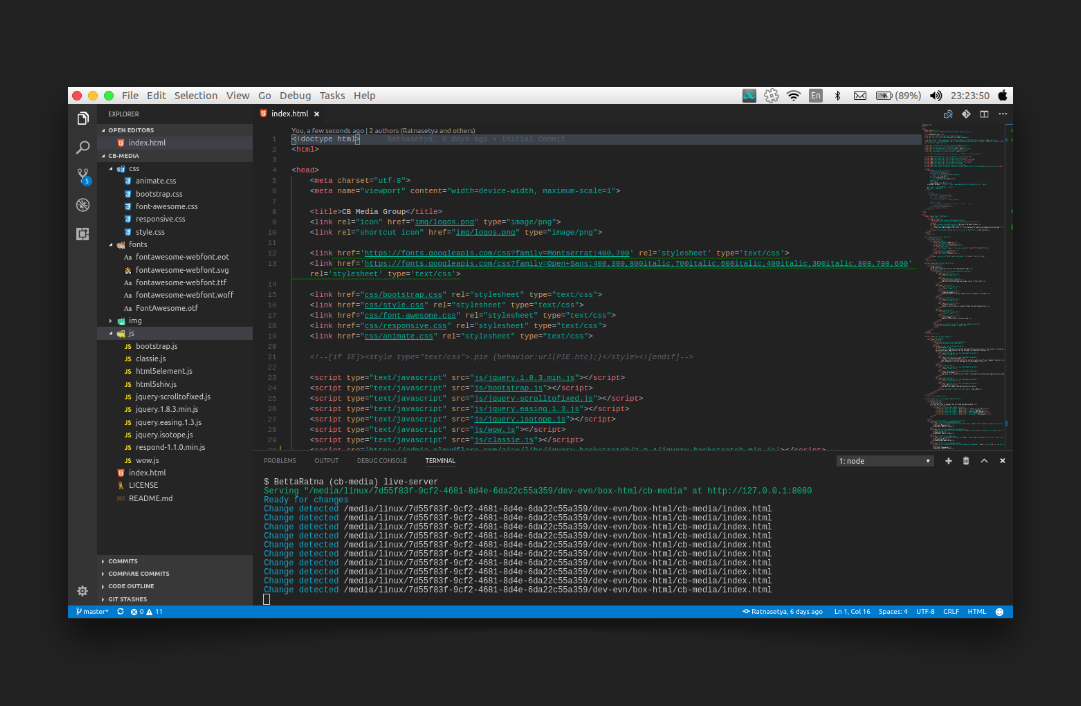 File Edit Selection View Go Debug Tasks Help
En
(89%)
23:23:50
EXPLORER
OPEN EDITORS
index.html
CB-MEDIA
css
animate.css
bootstrap.css
font-awesome.css
responsive.css
style.css
fonts
fontawesome-webfont.eot
fontawesome-webfont.svg
fontawesome-webfont.ttf
fontawesome-webfont.woff
FontAwesome.otf
img
js
bootstrap.js
classie.js
html5element.js
html5shiv.js
jquery-scrolltofixed.js
jquery.1.8.3.min.js
jquery.easing.1.3.js
jquery.isotope.js
respond-1.1.0.min.js
wow.js
index.html
LICENSE
README.md
COMMITS
COMPARE COMMITS
CODE OUTLINE
GIT STASHES
5
index.html
You, a few seconds ago | 2 authors (Ratnasetya and others)
1 <!doctype html> Ratnasetya, 6 days ago • Initial Commit
2 <html>
3
4 <head>
5 <meta charset="utf-8">
6 <meta name="viewport" content="width=device-width, maximum-scale=1">
7
8 <title>CB Media Group</title>
9 <link rel="icon" href="img/logos.png" type="image/png">
10 <link rel="shortcut icon" href="img/logos.png" type="image/png">
11
12 <link href='https://fonts.googleapis.com/css?family=Montserrat:400,700' rel='stylesheet' type='text/css'>
13 <link href='https://fonts.googleapis.com/css?family=Open+Sans:400,300,800italic,700italic,600italic,400italic,300italic,800,700,600'
rel='stylesheet' type='text/css'>
14
15 <link href="css/bootstrap.css" rel="stylesheet" type="text/css">
16 <link href="css/style.css" rel="stylesheet" type="text/css">
17 <link href="css/font-awesome.css" rel="stylesheet" type="text/css">
18 <link href="css/responsive.css" rel="stylesheet" type="text/css">
19 <link href="css/animate.css" rel="stylesheet" type="text/css">
20
21 <!--[if IE]><style type="text/css">.pie {behavior:url(PIE.htc);}</style><![endif]-->
22
23 <script type="text/javascript" src="js/jquery.1.8.3.min.js"></script>
24 <script type="text/javascript" src="js/bootstrap.js"></script>
25 <script type="text/javascript" src="js/jquery-scrolltofixed.js"></script>
26 <script type="text/javascript" src="js/jquery.easing.1.3.js"></script>
27 <script type="text/javascript" src="js/jquery.isotope.js"></script>
28 <script type="text/javascript" src="js/wow.js"></script>
29 <script type="text/javascript" src="js/classie.js"></script>
PROBLEMS OUTPUT DEBUG CONSOLE TERMINAL
1: node
$ BettaRatna (cb-media) live-server
Serving "/media/linux/7d55f83f-9cf2-4681-8d4e-6da22c55a359/dev-evn/box-html/cb-media" at http://127.0.0.1:8080
Ready for changes
Change detected /media/linux/7d55f83f-9cf2-4681-8d4e-6da22c55a359/dev-evn/box-html/cb-media/index.html
Change detected /media/linux/7d55f83f-9cf2-4681-8d4e-6da22c55a359/dev-evn/box-html/cb-media/index.html
Change detected /media/linux/7d55f83f-9cf2-4681-8d4e-6da22c55a359/dev-evn/box-html/cb-media/index.html
Change detected /media/linux/7d55f83f-9cf2-4681-8d4e-6da22c55a359/dev-evn/box-html/cb-media/index.html
Change detected /media/linux/7d55f83f-9cf2-4681-8d4e-6da22c55a359/dev-evn/box-html/cb-media/index.html
Change detected /media/linux/7d55f83f-9cf2-4681-8d4e-6da22c55a359/dev-evn/box-html/cb-media/index.html
Change detected /media/linux/7d55f83f-9cf2-4681-8d4e-6da22c55a359/dev-evn/box-html/cb-media/index.html
Change detected /media/linux/7d55f83f-9cf2-4681-8d4e-6da22c55a359/dev-evn/box-html/cb-media/index.html
Change detected /media/linux/7d55f83f-9cf2-4681-8d4e-6da22c55a359/dev-evn/box-html/cb-media/index.html
Change detected /media/linux/7d55f83f-9cf2-4681-8d4e-6da22c55a359/dev-evn/box-html/cb-media/index.html
master* 0 11
Ratnasetya, 6 days ago Ln 1, Col 16 Spaces: 4 UTF-8 CRLF HTML